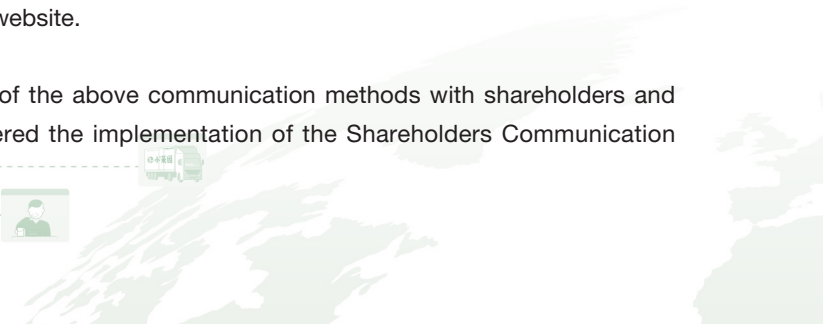 website.
of the above communication methods with shareholders and
ered the implementation of the Shareholders Communication